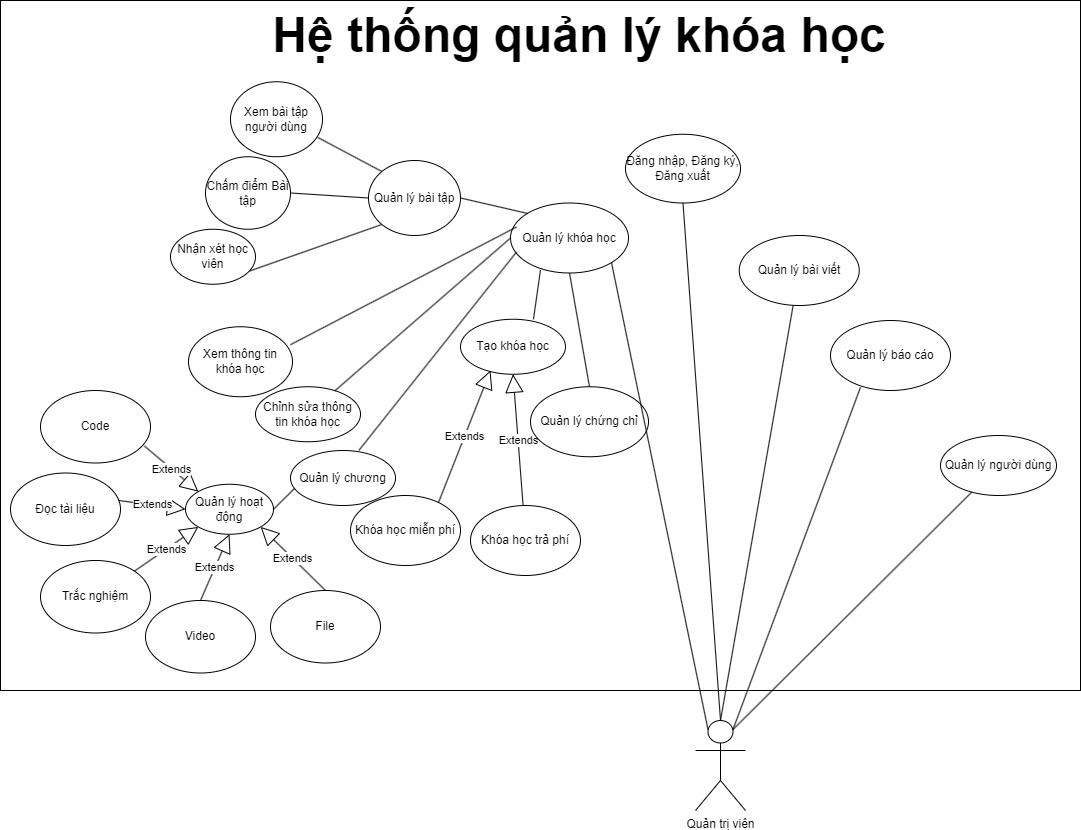 Hệ thống quản lý khóa học
Xem bài tập
người dùng
Chấm điểm Bài
tập
Quản lý bài tập
Nhận xét học
viên
Quản lý khóa học
Đăng nhập, Đăng ký,
Đăng xuất
Quản lý bài viết
Quản lý báo cáo
Xem thông tin
khóa học
Tạo khóa học
Chỉnh sửa thông
tin khóa học
Quản lý chứng chỉ
Code
Extends
Extends
Extends
Quản lý chương
Quản lý người dùng
Đọc tài liệu
Extends
Quản lý hoạt
động
Khóa học miễn phí
Khóa học trả phí
Extends
Extends
Extends
Trắc nghiệm
Video
File
Quản trị viên